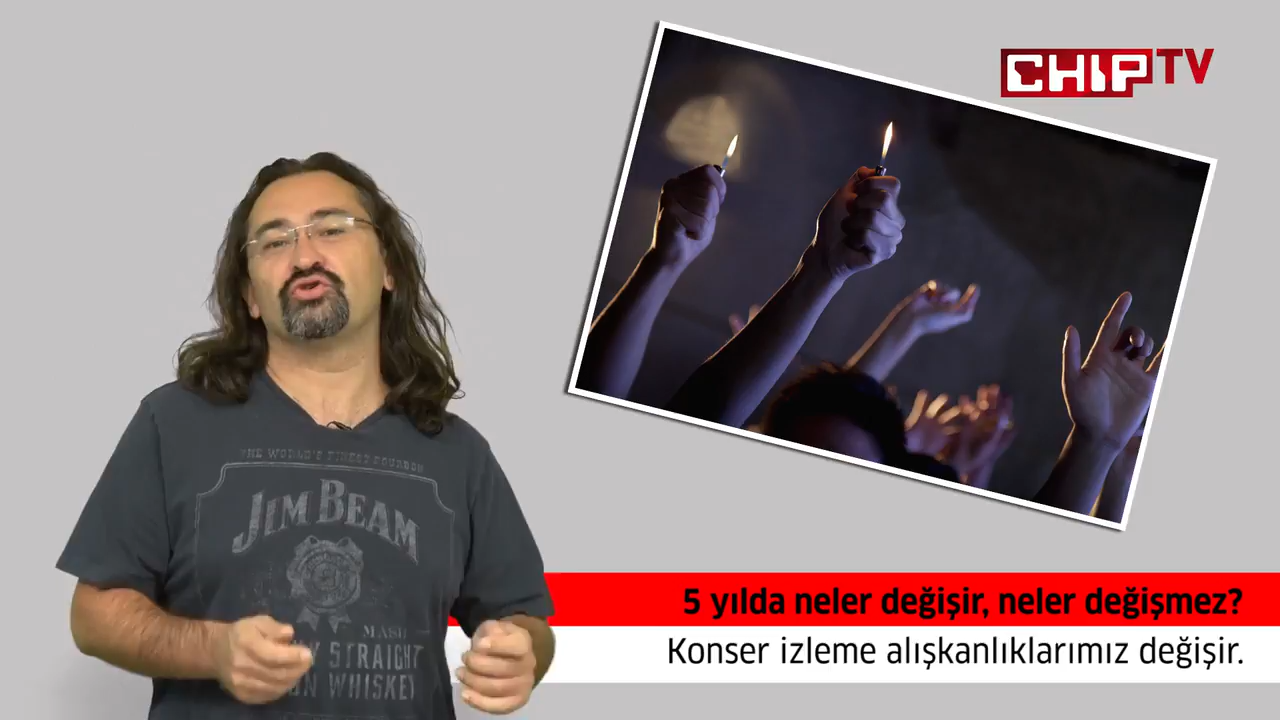 CHIP TV
THE WORLD'S FINEST BOURBON
JIM BEAM
MASH
STRAIGHT
WHISKEY
5 yılda neler değişir, neler değişmez?
Konser izleme alışkanlıklarımız değişir.